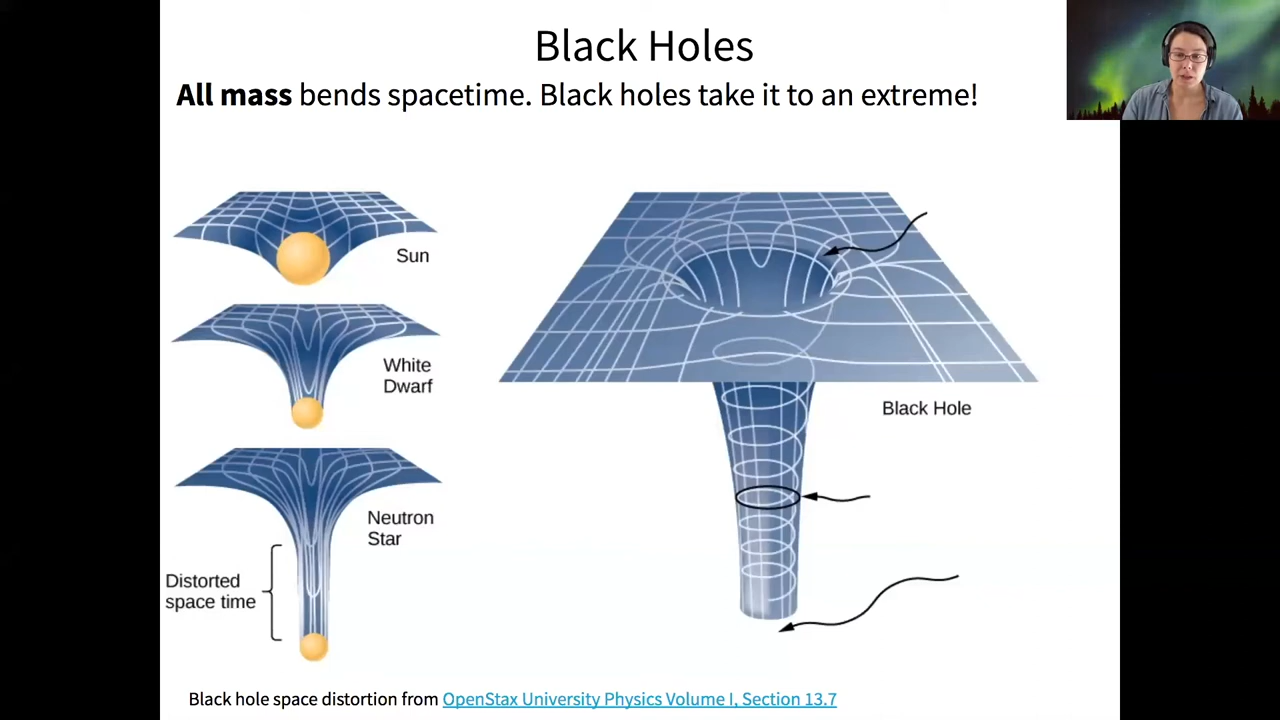 Black Holes
All mass bends spacetime. Black holes take it to an extreme!
Sun
White
Dwarf
Neutron
Star
Distorted
space time
Black Hole
Black hole space distortion from OpenStax University Physics Volume I, Section 13.7